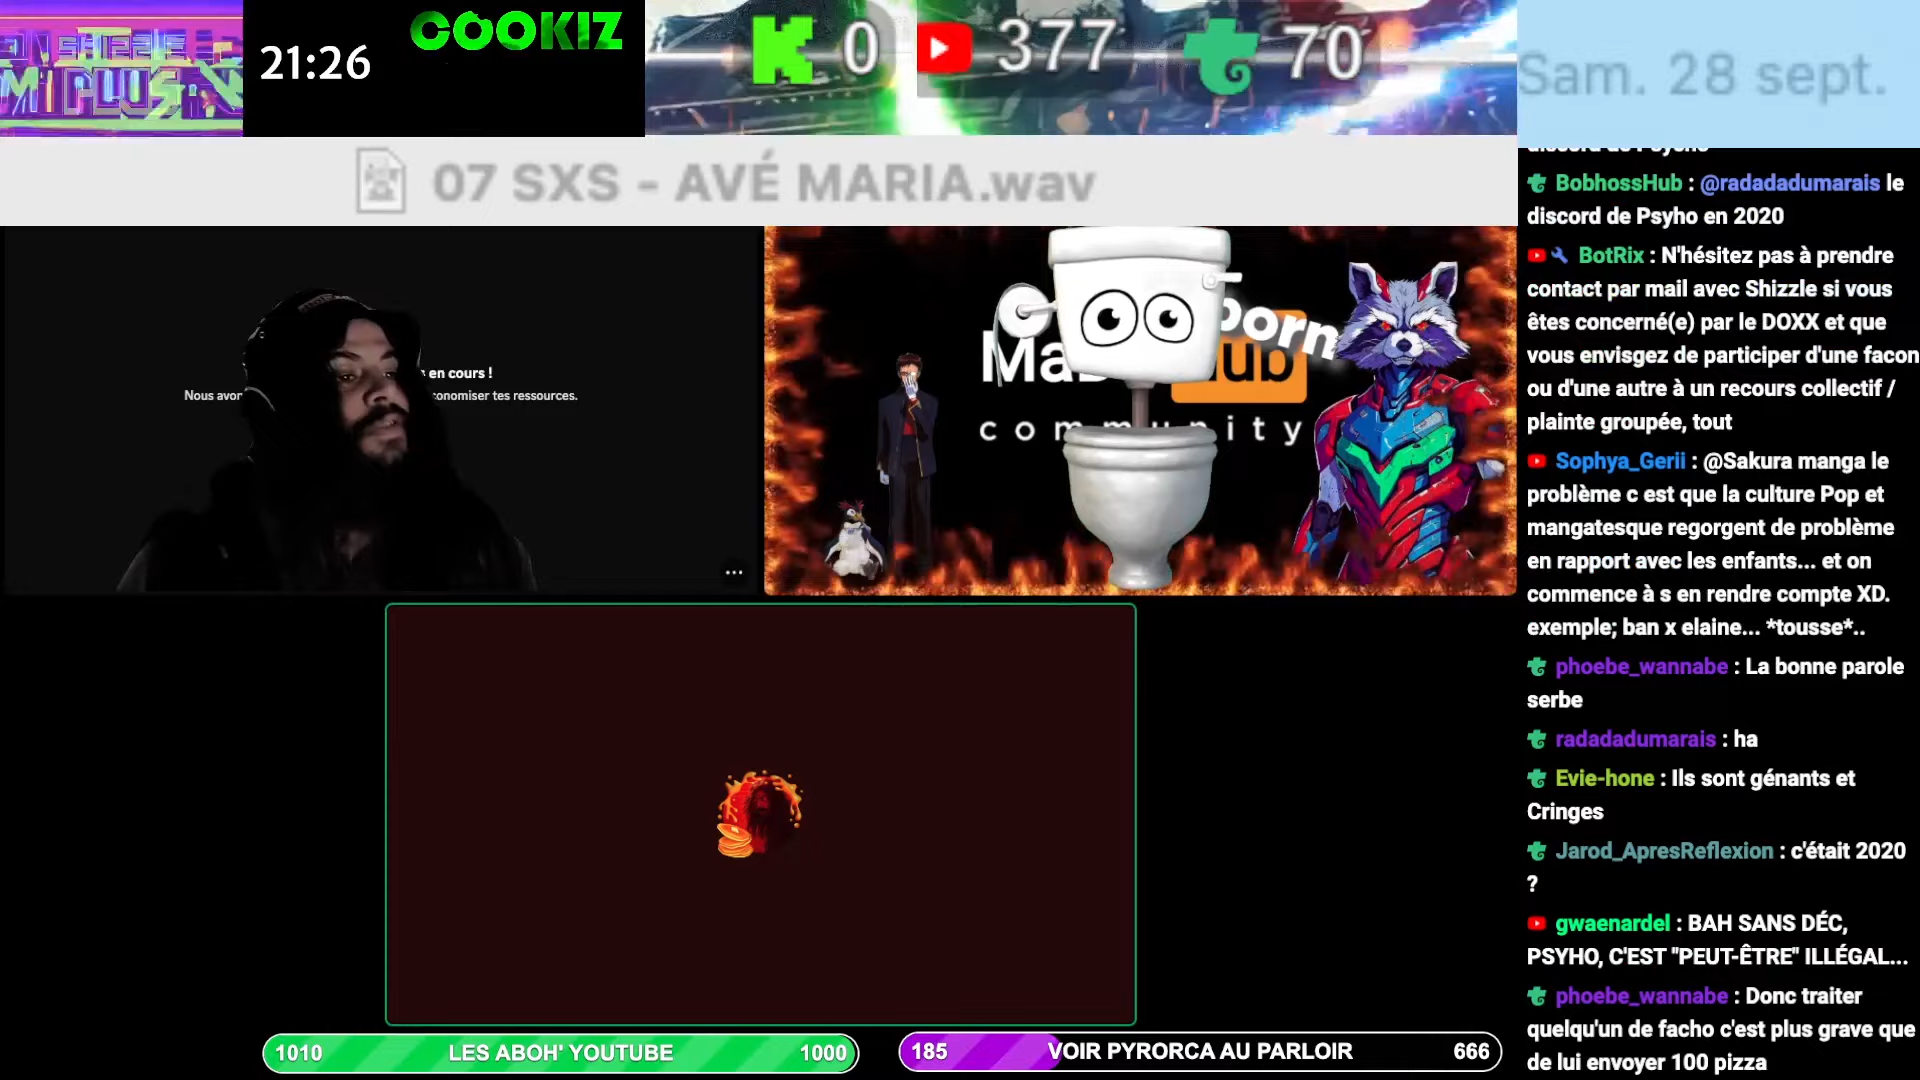 21:26
COOKIZ
0
377
70
Sam. 28 sept.
07 SXS - AVÉ MARIA.wav
en cours !
Nous avor
conomiser tes ressources.
porn
Ma
ub
community
BobhossHub : @radadadumarais le
discord de Psyho en 2020
BotRix : N'hésitez pas à prendre
contact par mail avec Shizzle si vous
êtes concerné(e) par le DOXX et que
vous envisgez de participer d'une facon
ou d'une autre à un recours collectif /
plainte groupée, tout
Sophya_Gerii : @Sakura manga le
problème c est que la culture Pop et
mangatesque regorgent de problème
en rapport avec les enfants... et on
commence à s en rendre compte XD.
exemple; ban x elaine... *tousse*..
phoebe_wannabe : La bonne parole
serbe
radadadumarais : ha
Evie-hone : Ils sont génants et
Cringes
Jarod_ApresReflexion : c'était 2020
?
gwaenardel : BAH SANS DÉC,
PSYHO, C'EST "PEUT-ÊTRE" ILLÉGAL...
phoebe_wannabe : Donc traiter
quelqu'un de facho c'est plus grave que
de lui envoyer 100 pizza
1010 LES ABOH' YOUTUBE 1000
185 VOIR PYRORCA AU PARLOIR 666